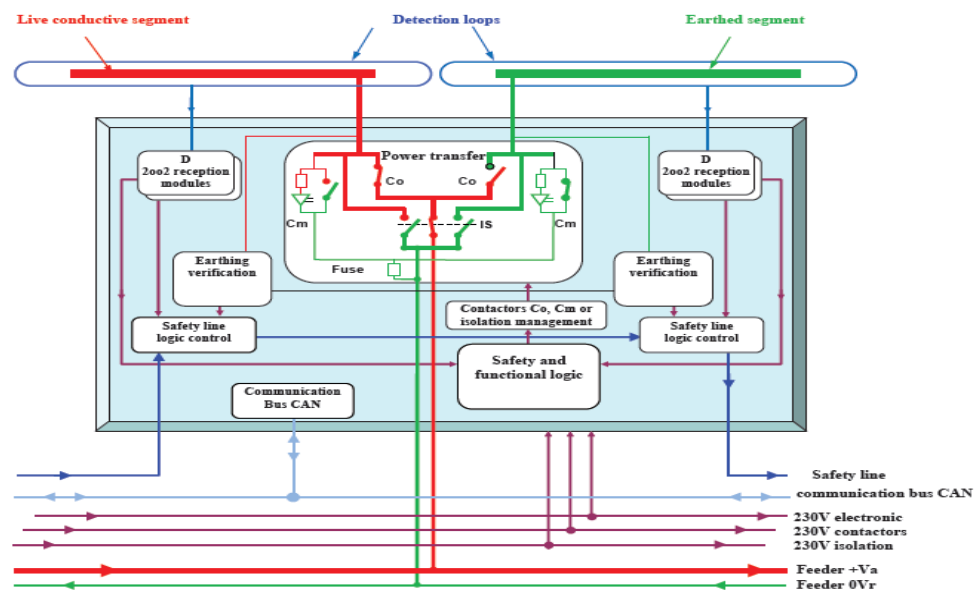 Live conductive segment
Detection loops
Earthed segment
D
2oo2 reception
modules
Power transfer
D
2oo2 reception
modules
Co
Co
Cm
IS
Cm
Earthing
verification
Fuse
Earthing
verification
Contactors Co, Cm or
isolation management
Safety line
logic control
Safety line
logic control
Safety and
functional logic
Communication
Bus CAN
Safety line
communication bus CAN
230V electronic
230V contactors
230V isolation
Feeder +Va
Feeder 0Vr